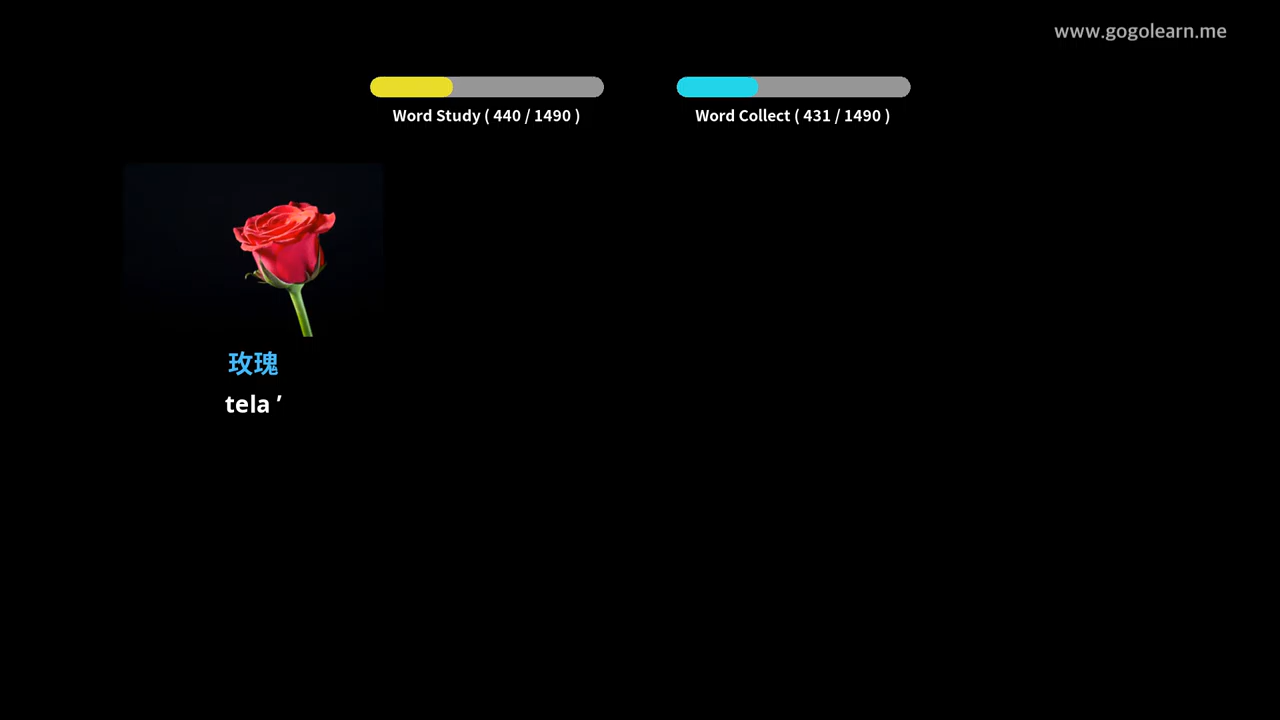 www.gogolearn.me
Word Study ( 440 / 1490 )
Word Collect ( 431 / 1490 )
玫瑰
tela ’